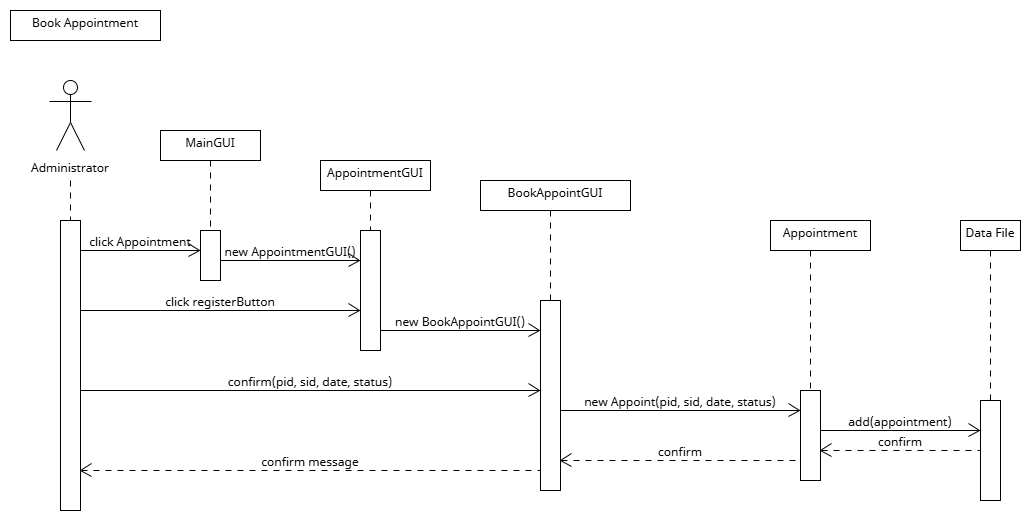 Book Appointment
Administrator
MainGUI
AppointmentGUI
BookAppointGUI
Appointment
Data File
click Appointment
new AppointmentGUI()
click registerButton
new BookAppointGUI()
confirm(pid, sid, date, status)
new Appoint(pid, sid, date, status)
add(appointment)
confirm
confirm
confirm message